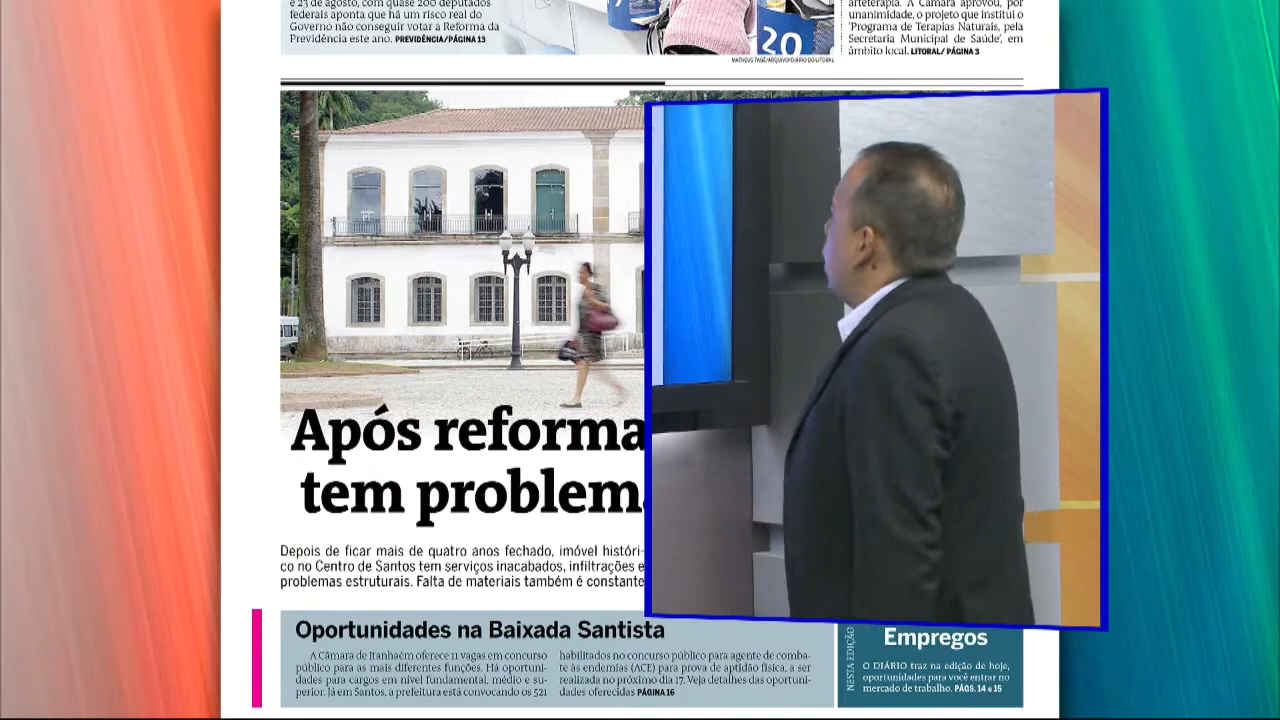 e 23 de agosto, com quase 200 deputados
federais aponta que há um risco real do
Governo não conseguir votar a Reforma da
Previdência este ano. PREVIDÊNCIA/PÁGINA 13
20
MATHEUS TAGÉ/ARQUIVO/DIÁRIO DO LITORAL
arteterapia. A Câmara aprovou, por
unanimidade, o projeto que institui o
'Programa de Terapias Naturais, pela
Secretaria Municipal de Saúde', em
âmbito local. LITORAL/ PÁGINA 3
Após reforma
tem problema
Depois de ficar mais de quatro anos fechado, imóvel históri-
co no Centro de Santos tem serviços inacabados, infiltrações e
problemas estruturais. Falta de materiais também é constante
Oportunidades na Baixada Santista
A Câmara de Itanhaém oferece 11 vagas em concurso
público para as mais diferentes funções. Há oportuni-
dades para cargos em nível fundamental, médio e su-
perior. Já em Santos, a prefeitura está convocando os 521
habilitados no concurso público para agente de comba-
te às endemias (ACE) para prova de aptidão física, a ser
realizada no próximo dia 17. Veja detalhes das oportuni-
dades oferecidas PÁGINA 16
NESTA EDIÇÃO
Empregos
O DIÁRIO traz na edição de hoje,
oportunidades para você entrar no
mercado de trabalho. PÁGS. 14 e 15